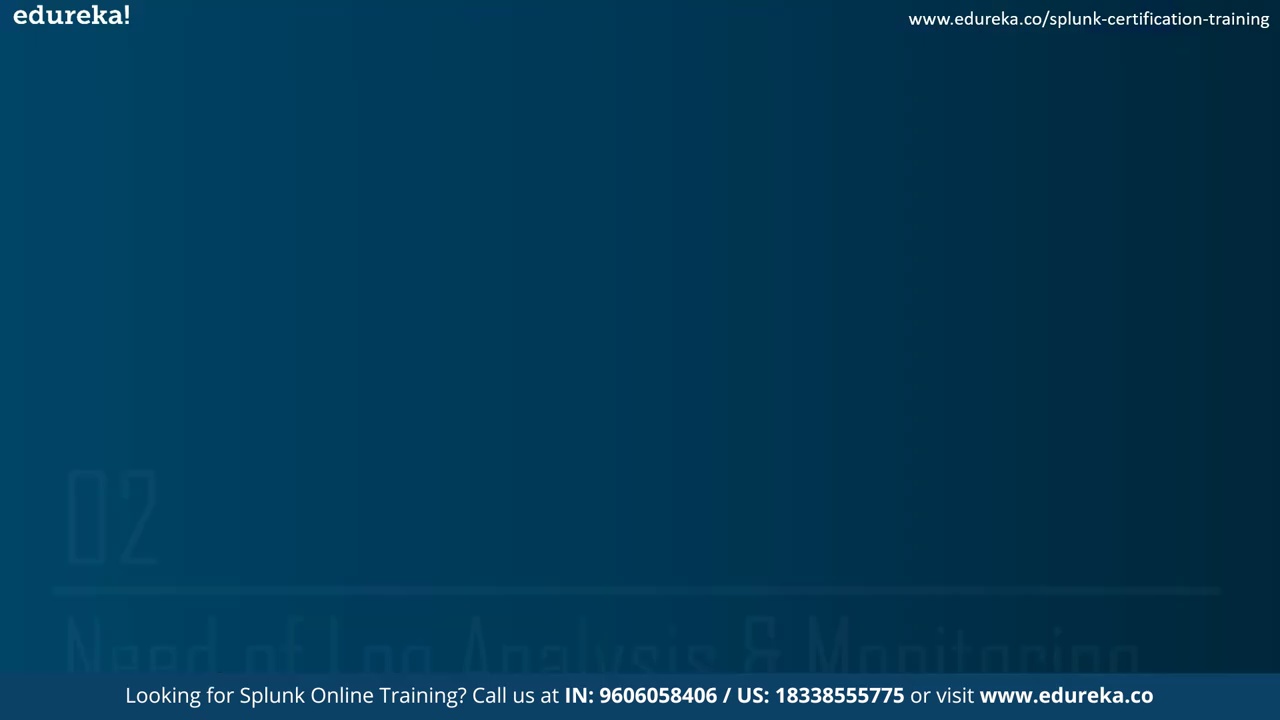 edureka!
www.edureka.co/splunk-certification-training
02
Need of Log Analysis & Monitoring
Looking for Splunk Online Training? Call us at IN: 9606058406 / US: 18338555775 or visit www.edureka.co